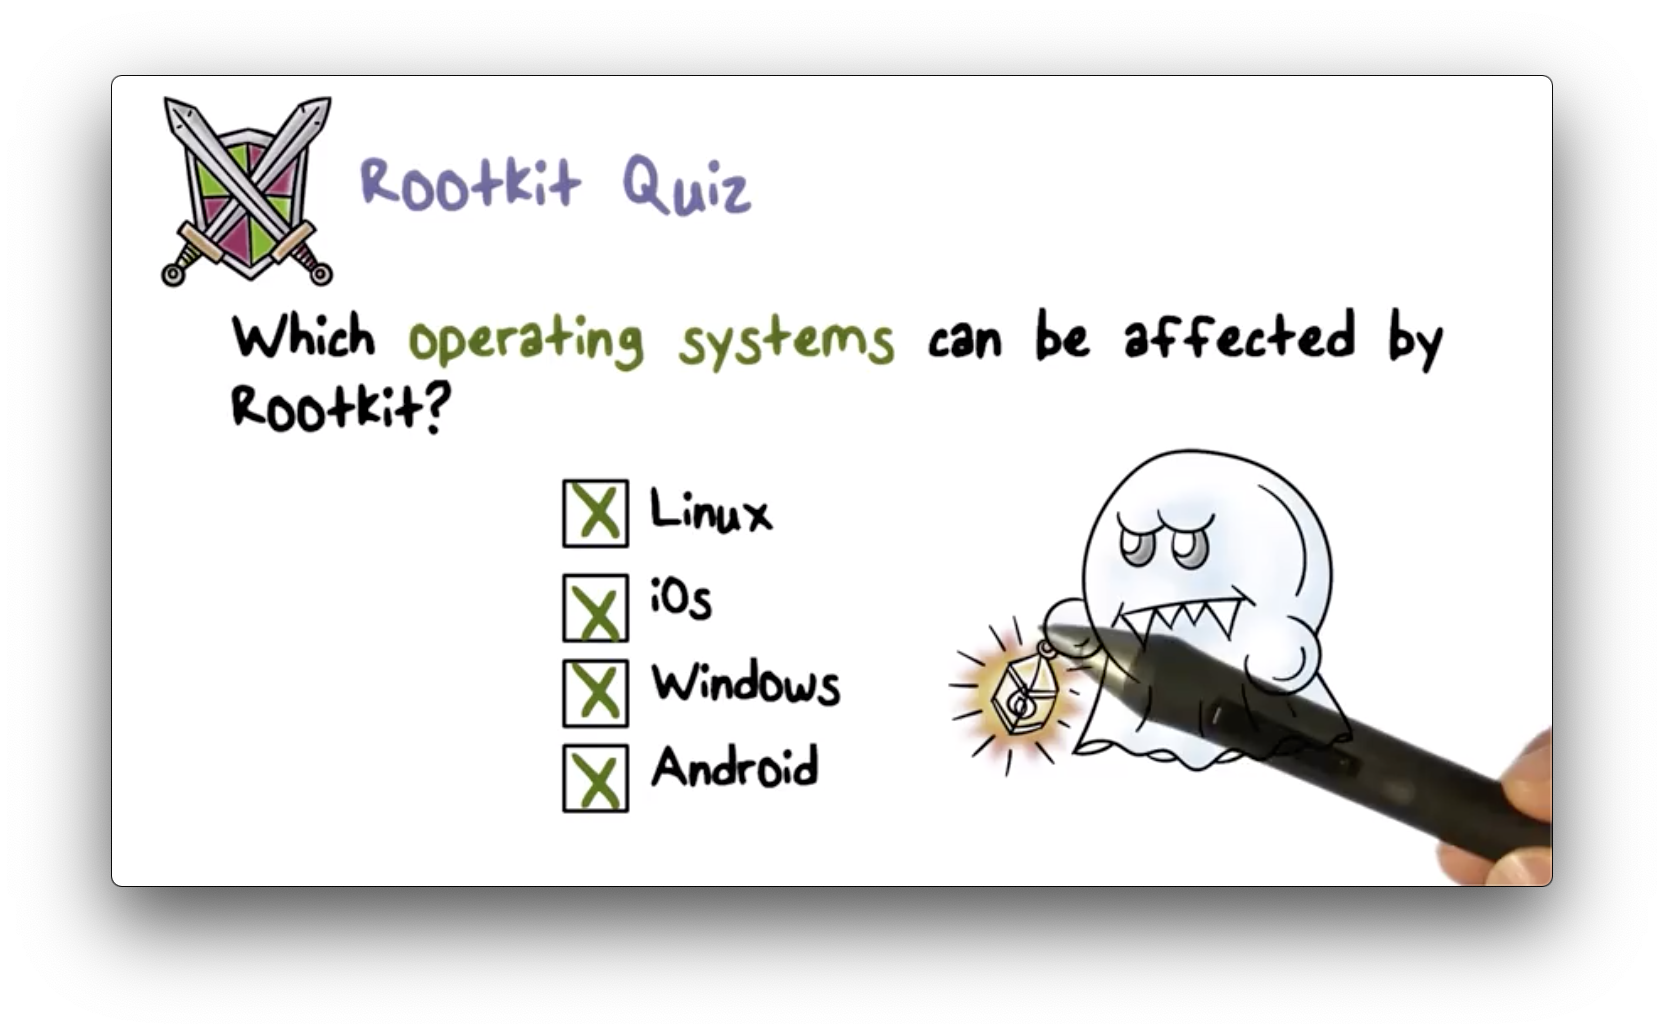 Rootkit Quiz
Which operating systems can be affected by
Rootkit?
X Linux
X iOs
X Windows
X Android